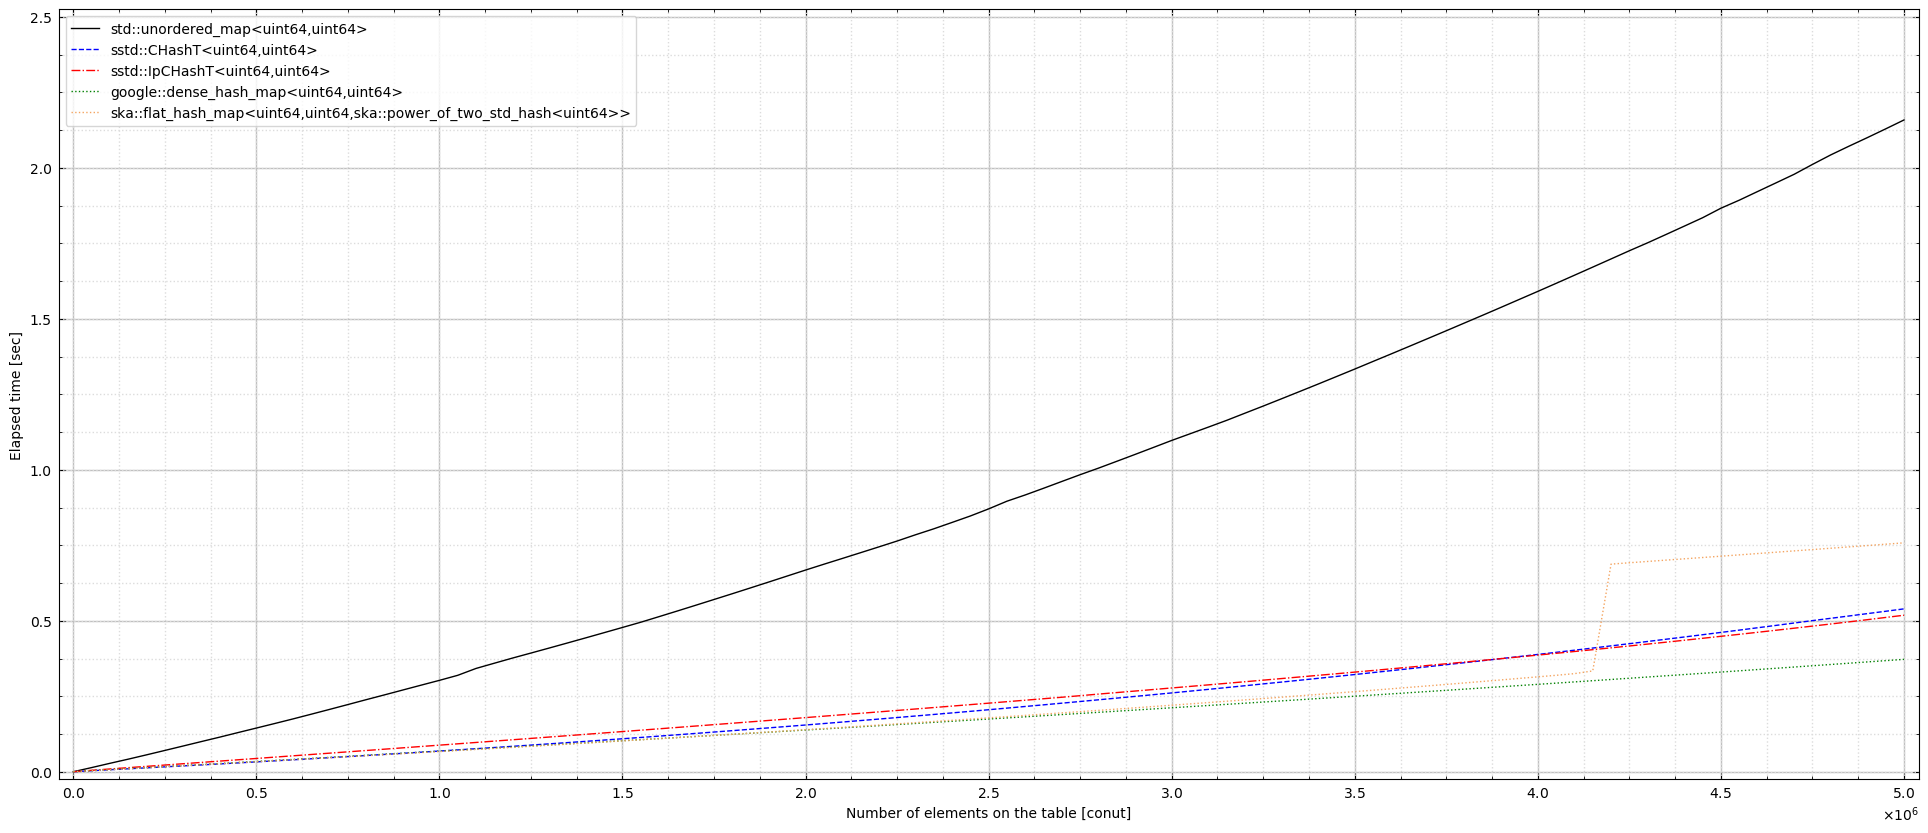 std::unordered_map<uint64,uint64>
sstd::CHashT<uint64,uint64>
sstd::IpCHashT<uint64,uint64>
google::dense_hash_map<uint64,uint64>
ska::flat_hash_map<uint64,uint64,ska::power_of_two_std_hash<uint64>>
2.5
2.0
1.5
1.0
0.5
0.0
Elapsed time [sec]
0.0 0.5 1.0 1.5 2.0 2.5 3.0 3.5 4.0 4.5 5.0
Number of elements on the table [conut]
×10⁶